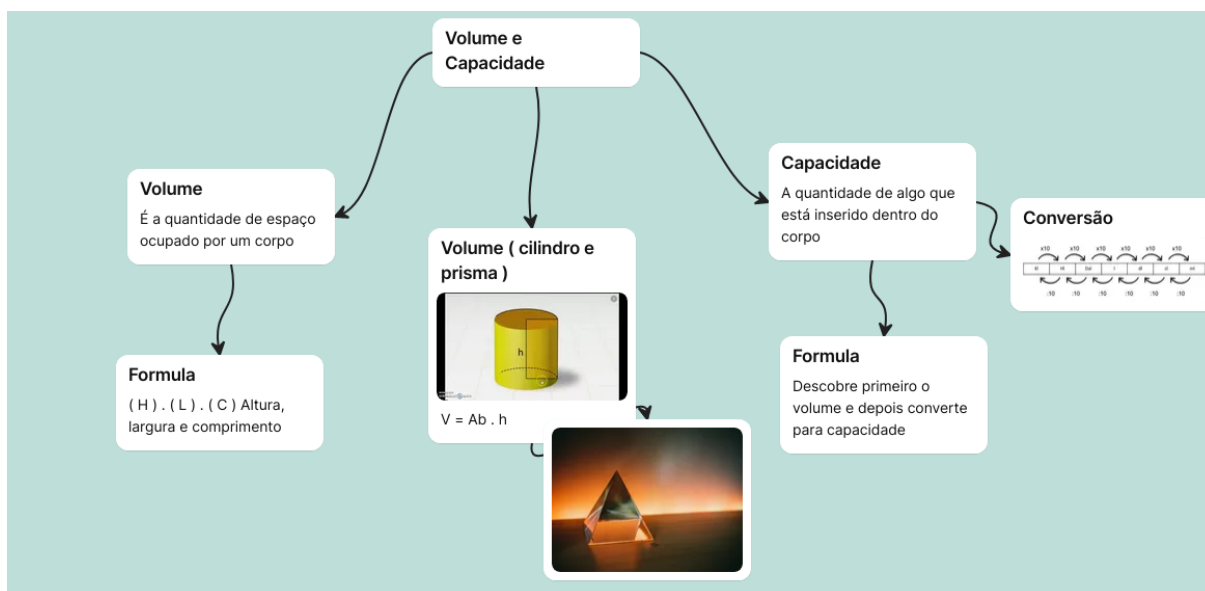 Volume e
Capacidade
Volume
É a quantidade de espaço
ocupado por um corpo
Formula
( H ) . ( L ) . ( C ) Altura,
largura e comprimento
Volume ( cilindro e
prisma )
h
V = Ab . h
Capacidade
A quantidade de algo que
está inserido dentro do
corpo
Formula
Descobre primeiro o
volume e depois converte
para capacidade
Conversão
x10 x10 x10 x10 x10 x10
:10 :10 :10 :10 :10 :10